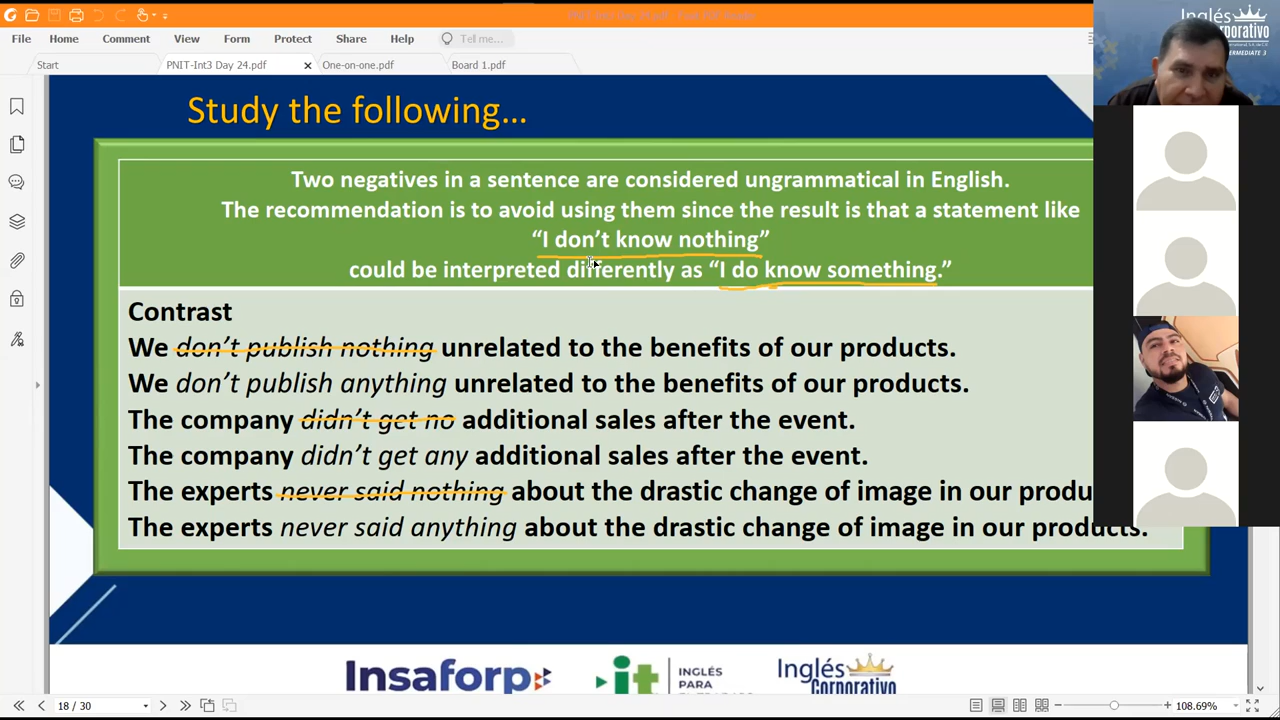 File Home Comment View Form Protect Share Help Tell me...
Start PNIT-Int3 Day 24.pdf One-on-one.pdf Board 1.pdf
Study the following...
Two negatives in a sentence are considered ungrammatical in English.
The recommendation is to avoid using them since the result is that a statement like
“I don’t know nothing”
could be interpreted differently as “I do know something.”
Contrast
We don’t publish nothing unrelated to the benefits of our products.
We don’t publish anything unrelated to the benefits of our products.
The company didn’t get no additional sales after the event.
The company didn’t get any additional sales after the event.
The experts never said nothing about the drastic change of image in our produ
The experts never said anything about the drastic change of image in our products.
Insaforp
it INGLÉS
PARA
Inglés
Corporativo
18 / 30
108.69%
Inglés
Corporativo
INTERMEDIATE 3